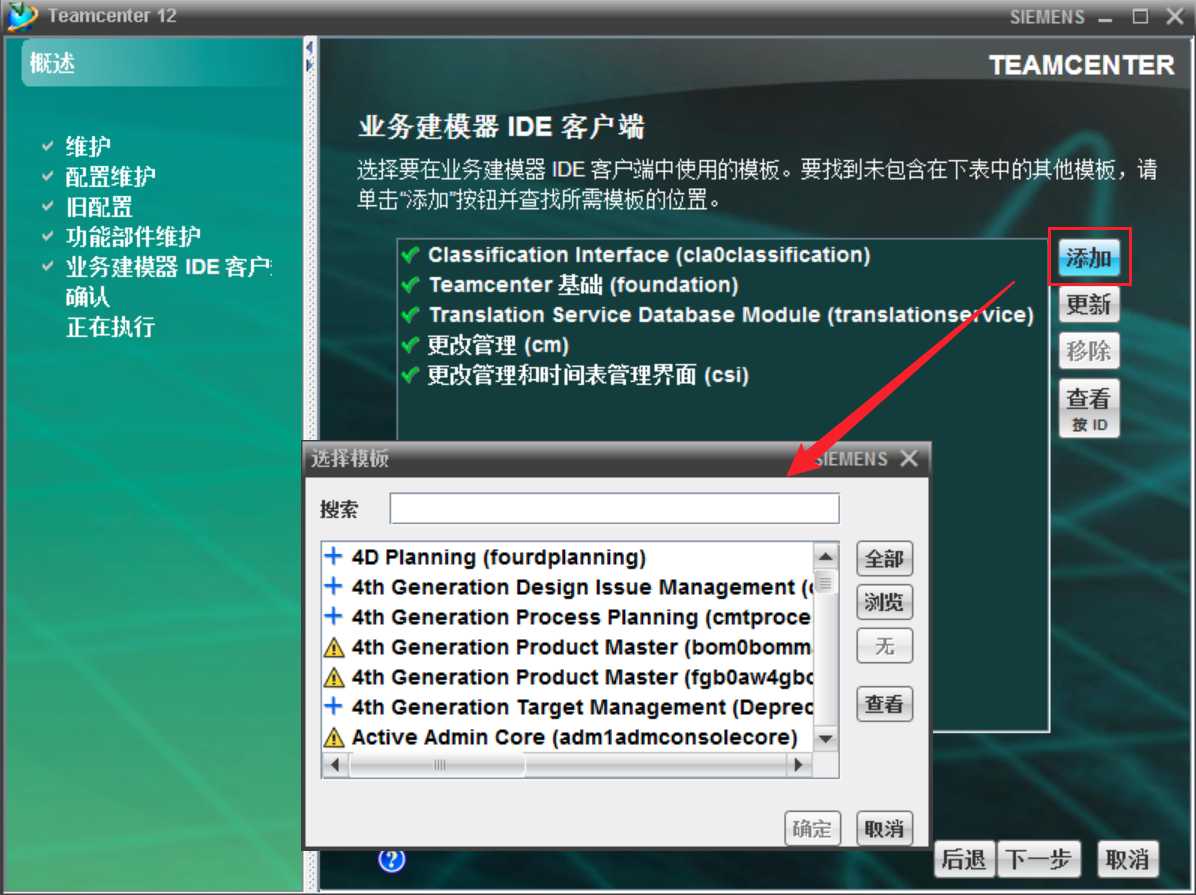 Teamcenter 12
SIEMENS
概述
TEAMCENTER
维护
配置维护
旧配置
功能部件维护
业务建模器 IDE 客户
确认
正在执行
业务建模器 IDE 客户端
选择要在业务建模器 IDE 客户端中使用的模板。要找到未包含在下表中的其他模板，请
单击“添加”按钮并查找所需模板的位置。
Classification Interface (cla0classification)
Teamcenter 基础 (foundation)
Translation Service Database Module (translationservice)
更改管理 (cm)
更改管理和时间表管理界面 (csi)
添加
更新
移除
查看
按 ID
选择模板
SIEMENS
搜索
4D Planning (fourdplanning)
4th Generation Design Issue Management (
4th Generation Process Planning (cmtproce
4th Generation Product Master (bom0bomm
4th Generation Product Master (fgb0aw4gb
4th Generation Target Management (Deprec
Active Admin Core (adm1admconsolecore)
全部
浏览
无
查看
确定
取消
?
后退
下一步
取消